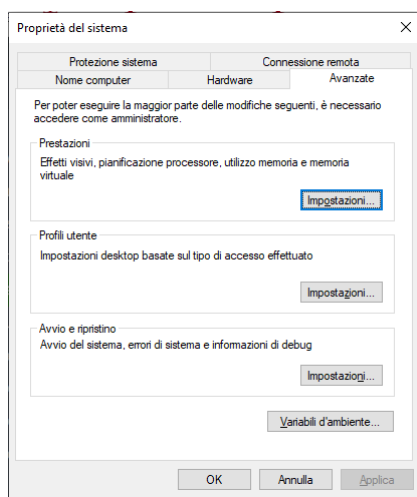 Proprietà del sistema
Protezione sistema
Connessione remota
Nome computer
Hardware
Avanzate
Per poter eseguire la maggior parte delle modifiche seguenti, è necessario
accedere come amministratore.
Prestazioni
Effetti visivi, pianificazione processore, utilizzo memoria e memoria
virtuale
Impostazioni...
Profili utente
Impostazioni desktop basate sul tipo di accesso effettuato
Impostazioni...
Avvio e ripristino
Avvio del sistema, errori di sistema e informazioni di debug
Impostazioni...
Variabili d'ambiente...
OK
Annulla
Applica